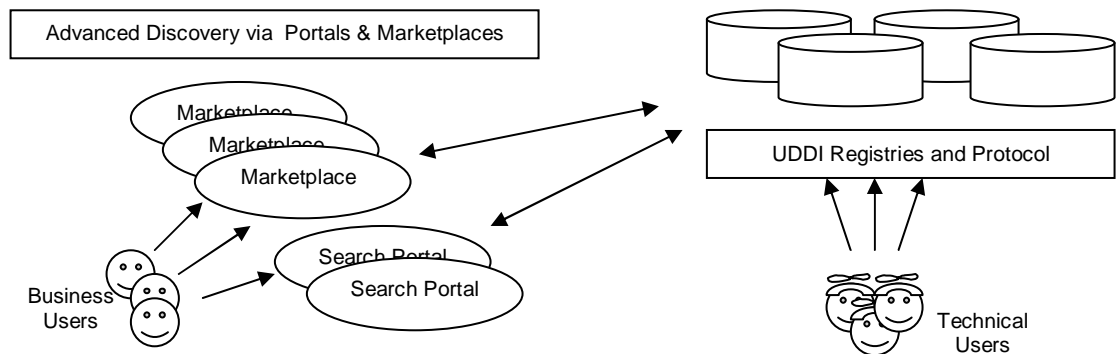 Advanced Discovery via Portals & Marketplaces
Marketplace
Marketplace
Marketplace
UDDI Registries and Protocol
Search Portal
Search Portal
Business
Users
Technical
Users